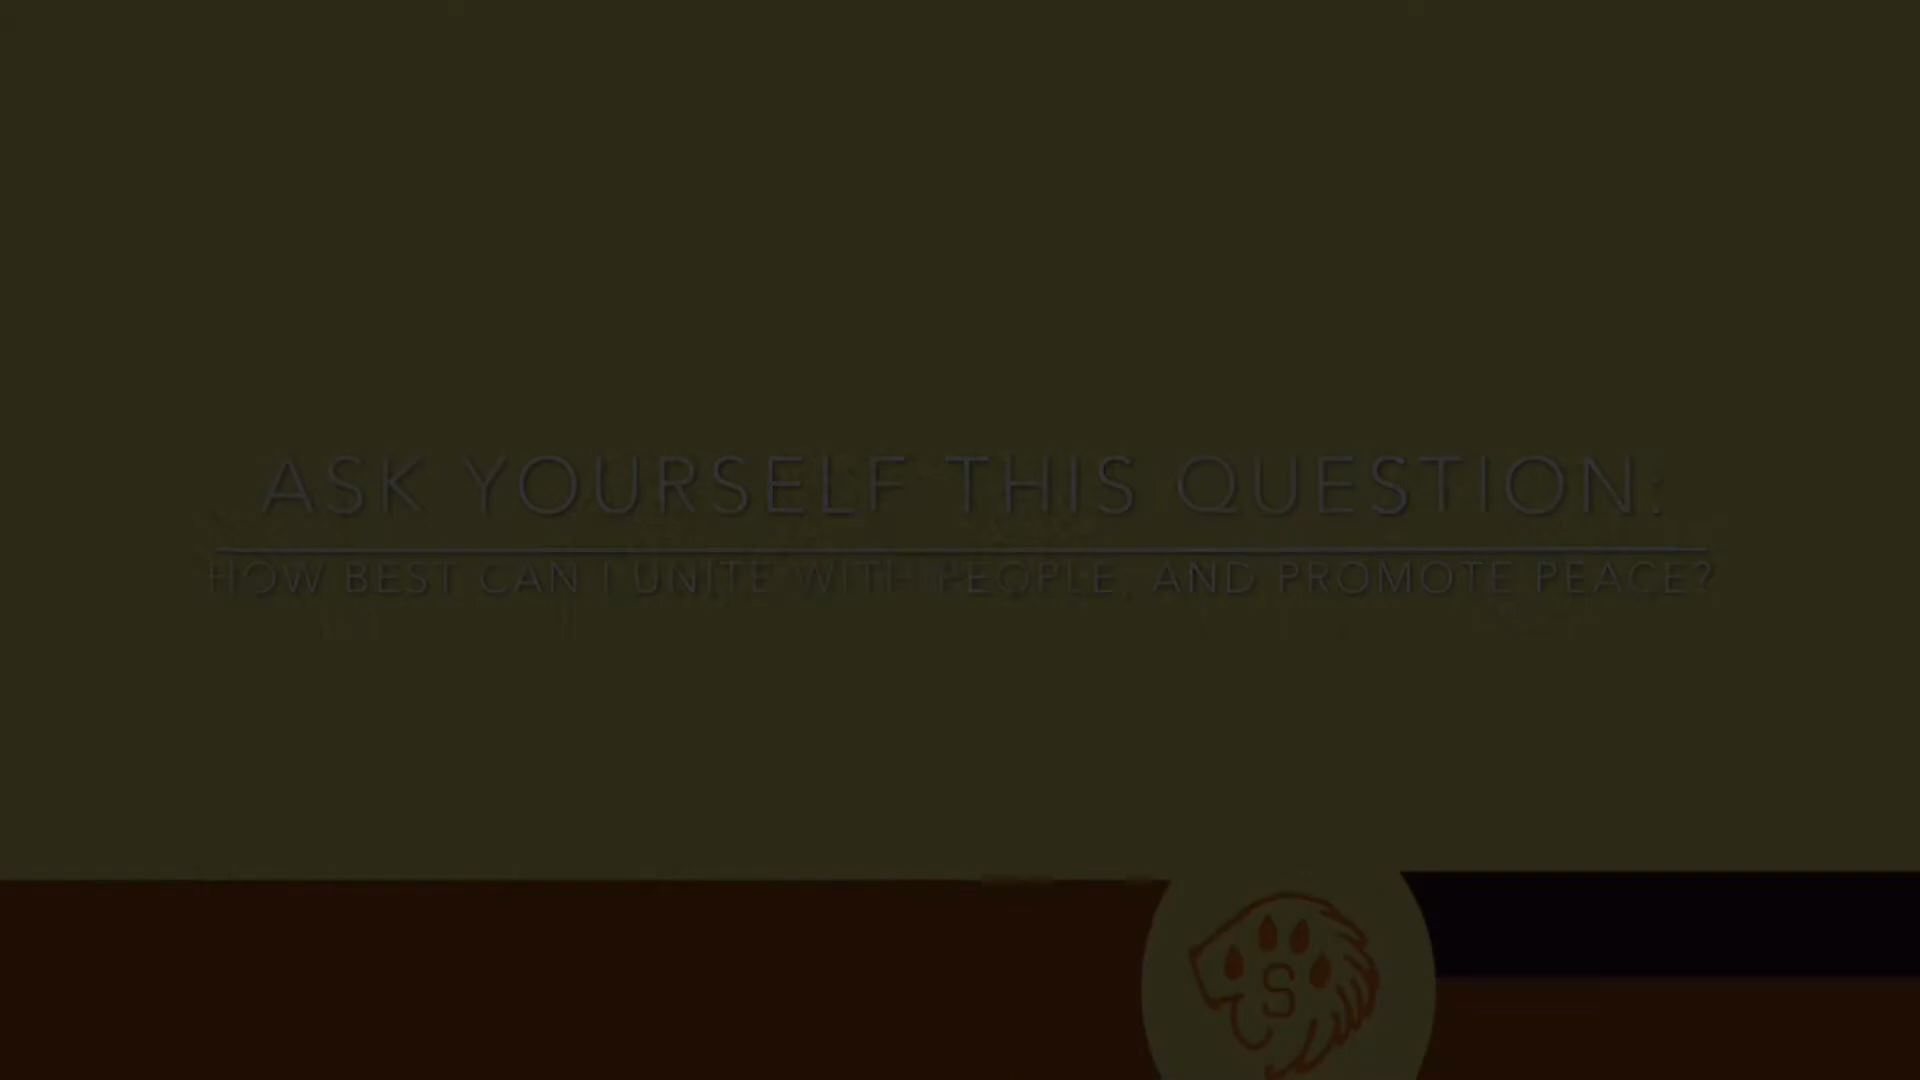 ASK YOURSELF THIS QUESTION:
HOW BEST CAN I UNITE WITH PEOPLE, AND PROMOTE PEACE?
S